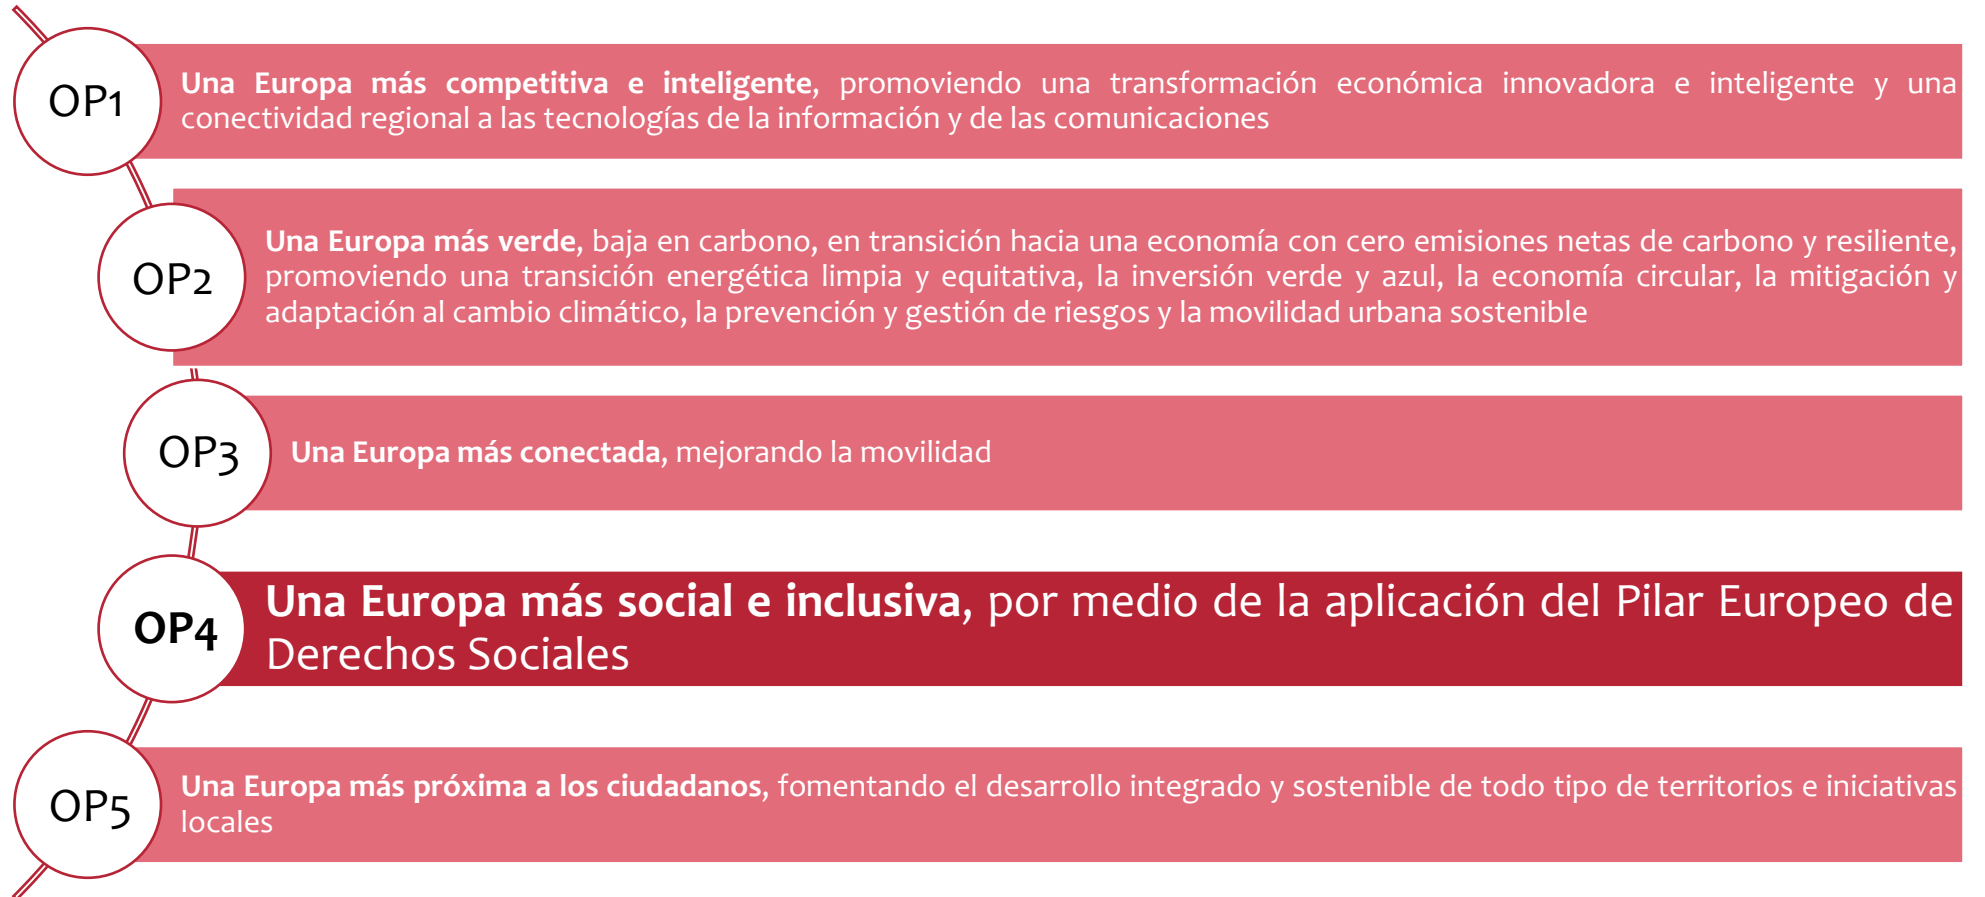 OP1
Una Europa más competitiva e inteligente, promoviendo una transformación económica innovadora e inteligente y una
conectividad regional a las tecnologías de la información y de las comunicaciones
OP2
Una Europa más verde, baja en carbono, en transición hacia una economía con cero emisiones netas de carbono y resiliente,
promoviendo una transición energética limpia y equitativa, la inversión verde y azul, la economía circular, la mitigación y
adaptación al cambio climático, la prevención y gestión de riesgos y la movilidad urbana sostenible
OP3
Una Europa más conectada, mejorando la movilidad
OP4
Una Europa más social e inclusiva, por medio de la aplicación del Pilar Europeo de
Derechos Sociales
OP5
Una Europa más próxima a los ciudadanos, fomentando el desarrollo integrado y sostenible de todo tipo de territorios e iniciativas
locales